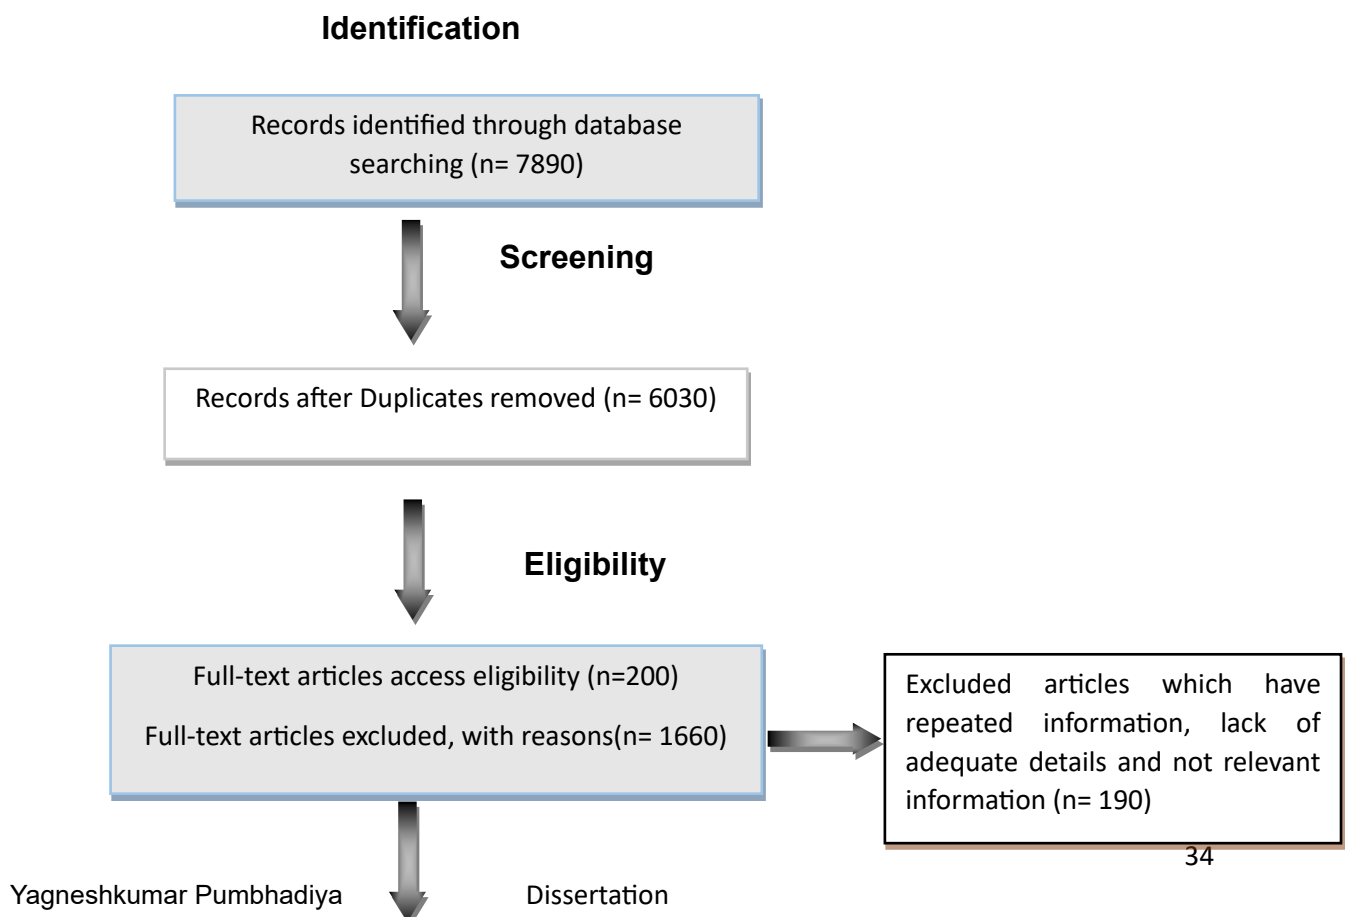 Identification
Records identified through database
searching (n= 7890)
Screening
Records after Duplicates removed (n= 6030)
Eligibility
Full-text articles access eligibility (n=200)
Full-text articles excluded, with reasons(n= 1660)
Excluded articles which have
repeated information, lack of
adequate details and not relevant
information (n= 190)
34
Yagneshkumar Pumbhadiya Dissertation